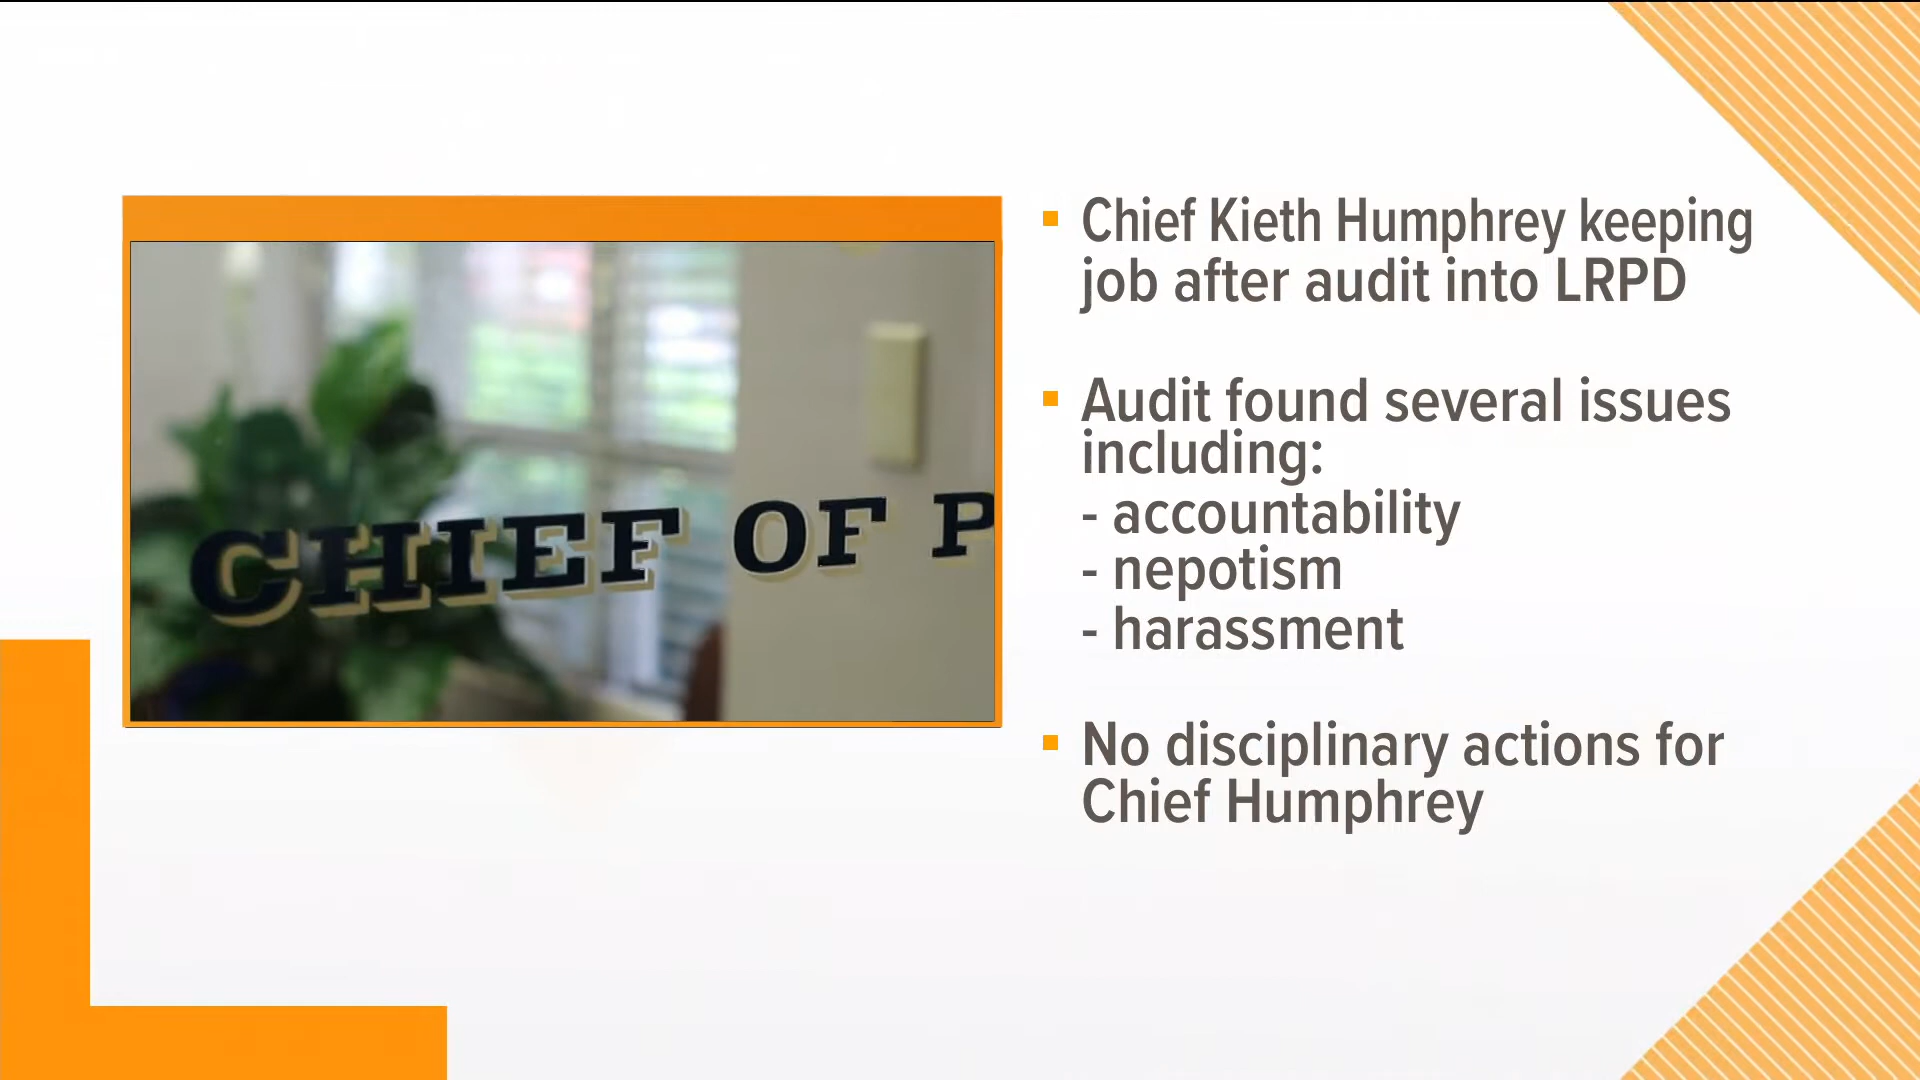 CHIEF OF P
Chief Kieth Humphrey keeping
job after audit into LRPD
Audit found several issues
including:
- accountability
- nepotism
- harassment
No disciplinary actions for
Chief Humphrey